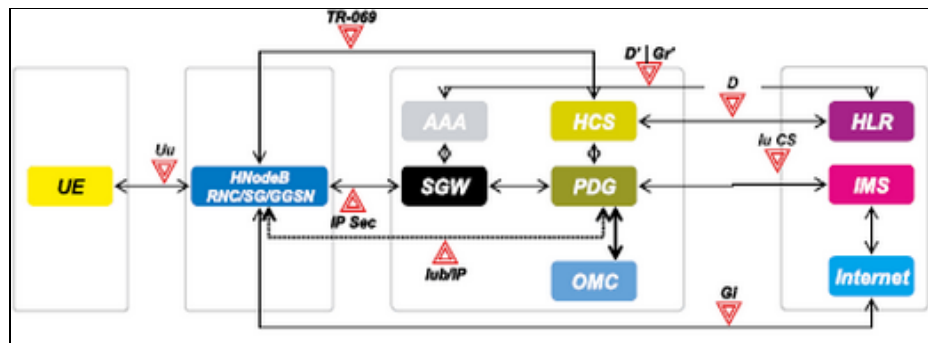 TR-069
D' | Gr'
D
AAA
HCS
HLR
Iu CS
Uu
UE
HNodeB
RNC/SG/GGSN
SGW
PDG
IMS
IP Sec
Iub/IP
OMC
Internet
Gi